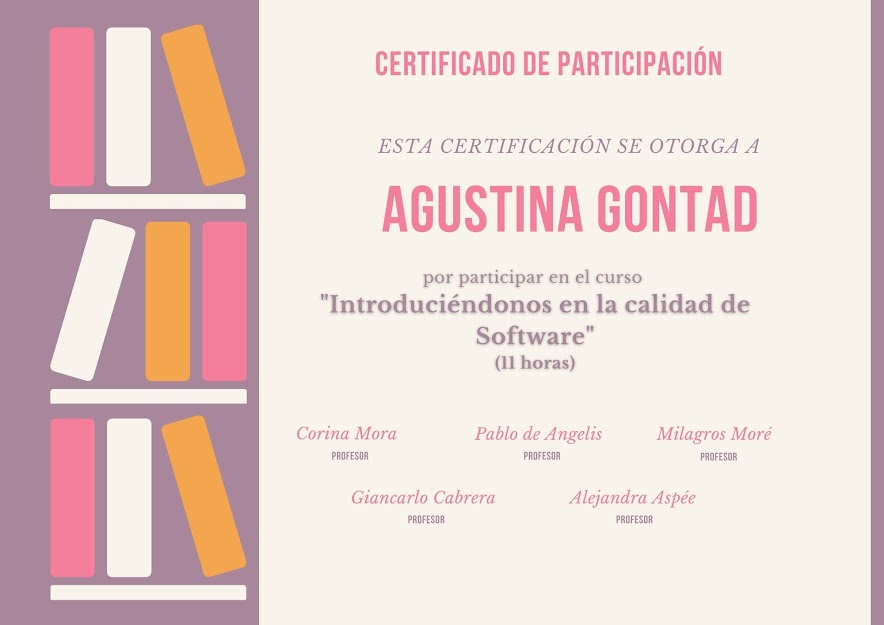 CERTIFICADO DE PARTICIPACIÓN
ESTA CERTIFICACIÓN SE OTORGA A
AGUSTINA GONTAD
por participar en el curso
"Introduciéndonos en la calidad de
Software"
(11 horas)
Corina Mora Pablo de Angelis Milagros Moré
PROFESOR PROFESOR PROFESOR
Giancarlo Cabrera Alejandra Aspée
PROFESOR PROFESOR